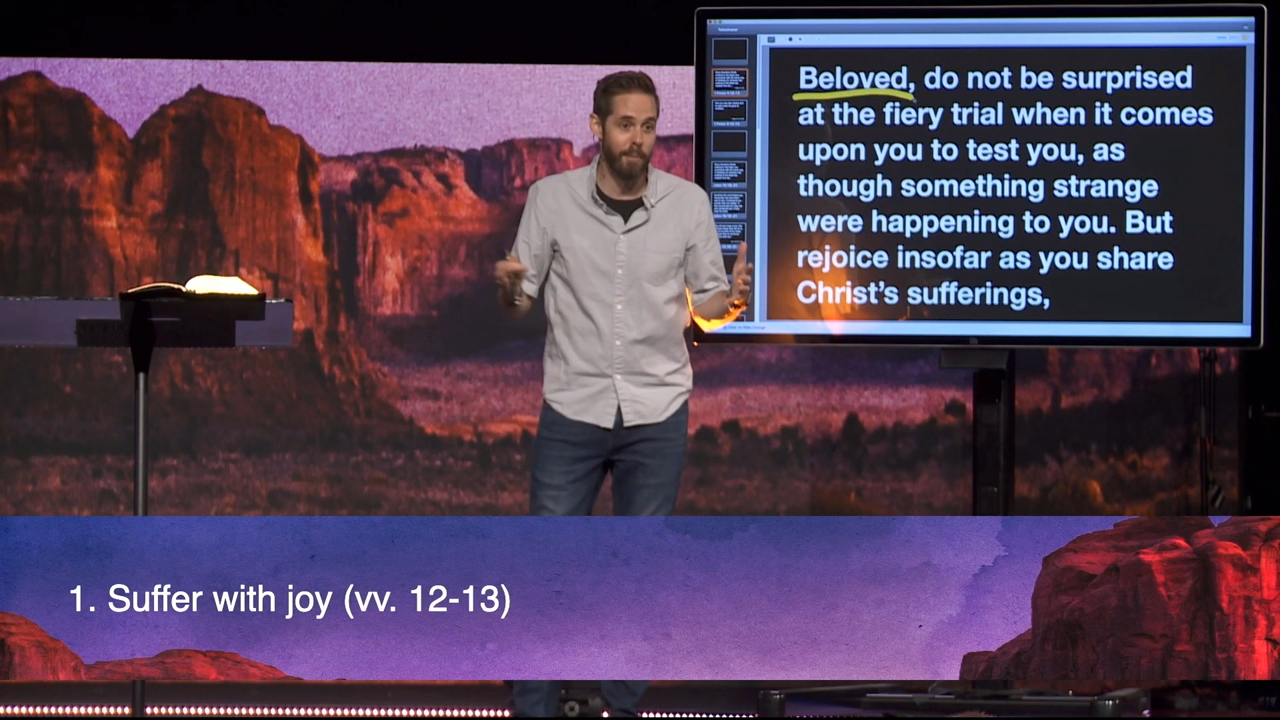 Beloved, do not be surprised
at the fiery trial when it comes
upon you to test you, as
though something strange
were happening to you. But
rejoice insofar as you share
Christ's sufferings,
1. Suffer with joy (vv. 12-13)